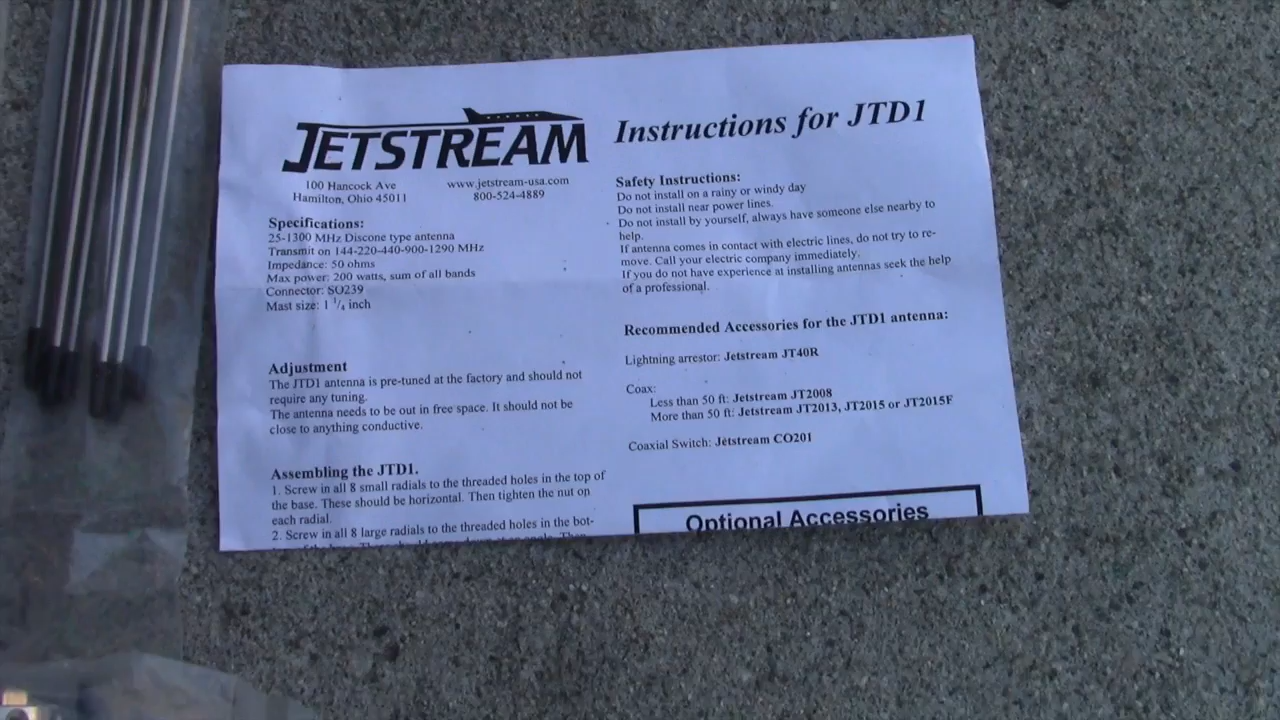 JETSTREAM
100 Hancock Ave
Hamilton, Ohio 45011
www.jetstream-usa.com
800-524-4889
Specifications:
25-1300 MHz Discone type antenna
Transmit on 144-220-440-900-1290 MHz
Impedance: 50 ohms
Max power: 200 watts, sum of all bands
Connector: SO239
Mast size: 1 1/4 inch
Adjustment
The JTD1 antenna is pre-tuned at the factory and should not
require any tuning.
The antenna needs to be out in free space. It should not be
close to anything conductive.
Assembling the JTD1.
1. Screw in all 8 small radials to the threaded holes in the top of
the base. These should be horizontal. Then tighten the nut on
each radial.
2. Screw in all 8 large radials to the threaded holes in the bot-
Instructions for JTD1
Safety Instructions:
Do not install on a rainy or windy day
Do not install near power lines.
Do not install by yourself, always have someone else nearby to
help.
If antenna comes in contact with electric lines, do not try to re-
move. Call your electric company immediately.
If you do not have experience at installing antennas seek the help
of a professional.
Recommended Accessories for the JTD1 antenna:
Lightning arrestor: Jetstream JT40R
Coax:
Less than 50 ft: Jetstream JT2008
More than 50 ft: Jetstream JT2013, JT2015 or JT2015F
Coaxial Switch: Jetstream CO201
Optional Accessories